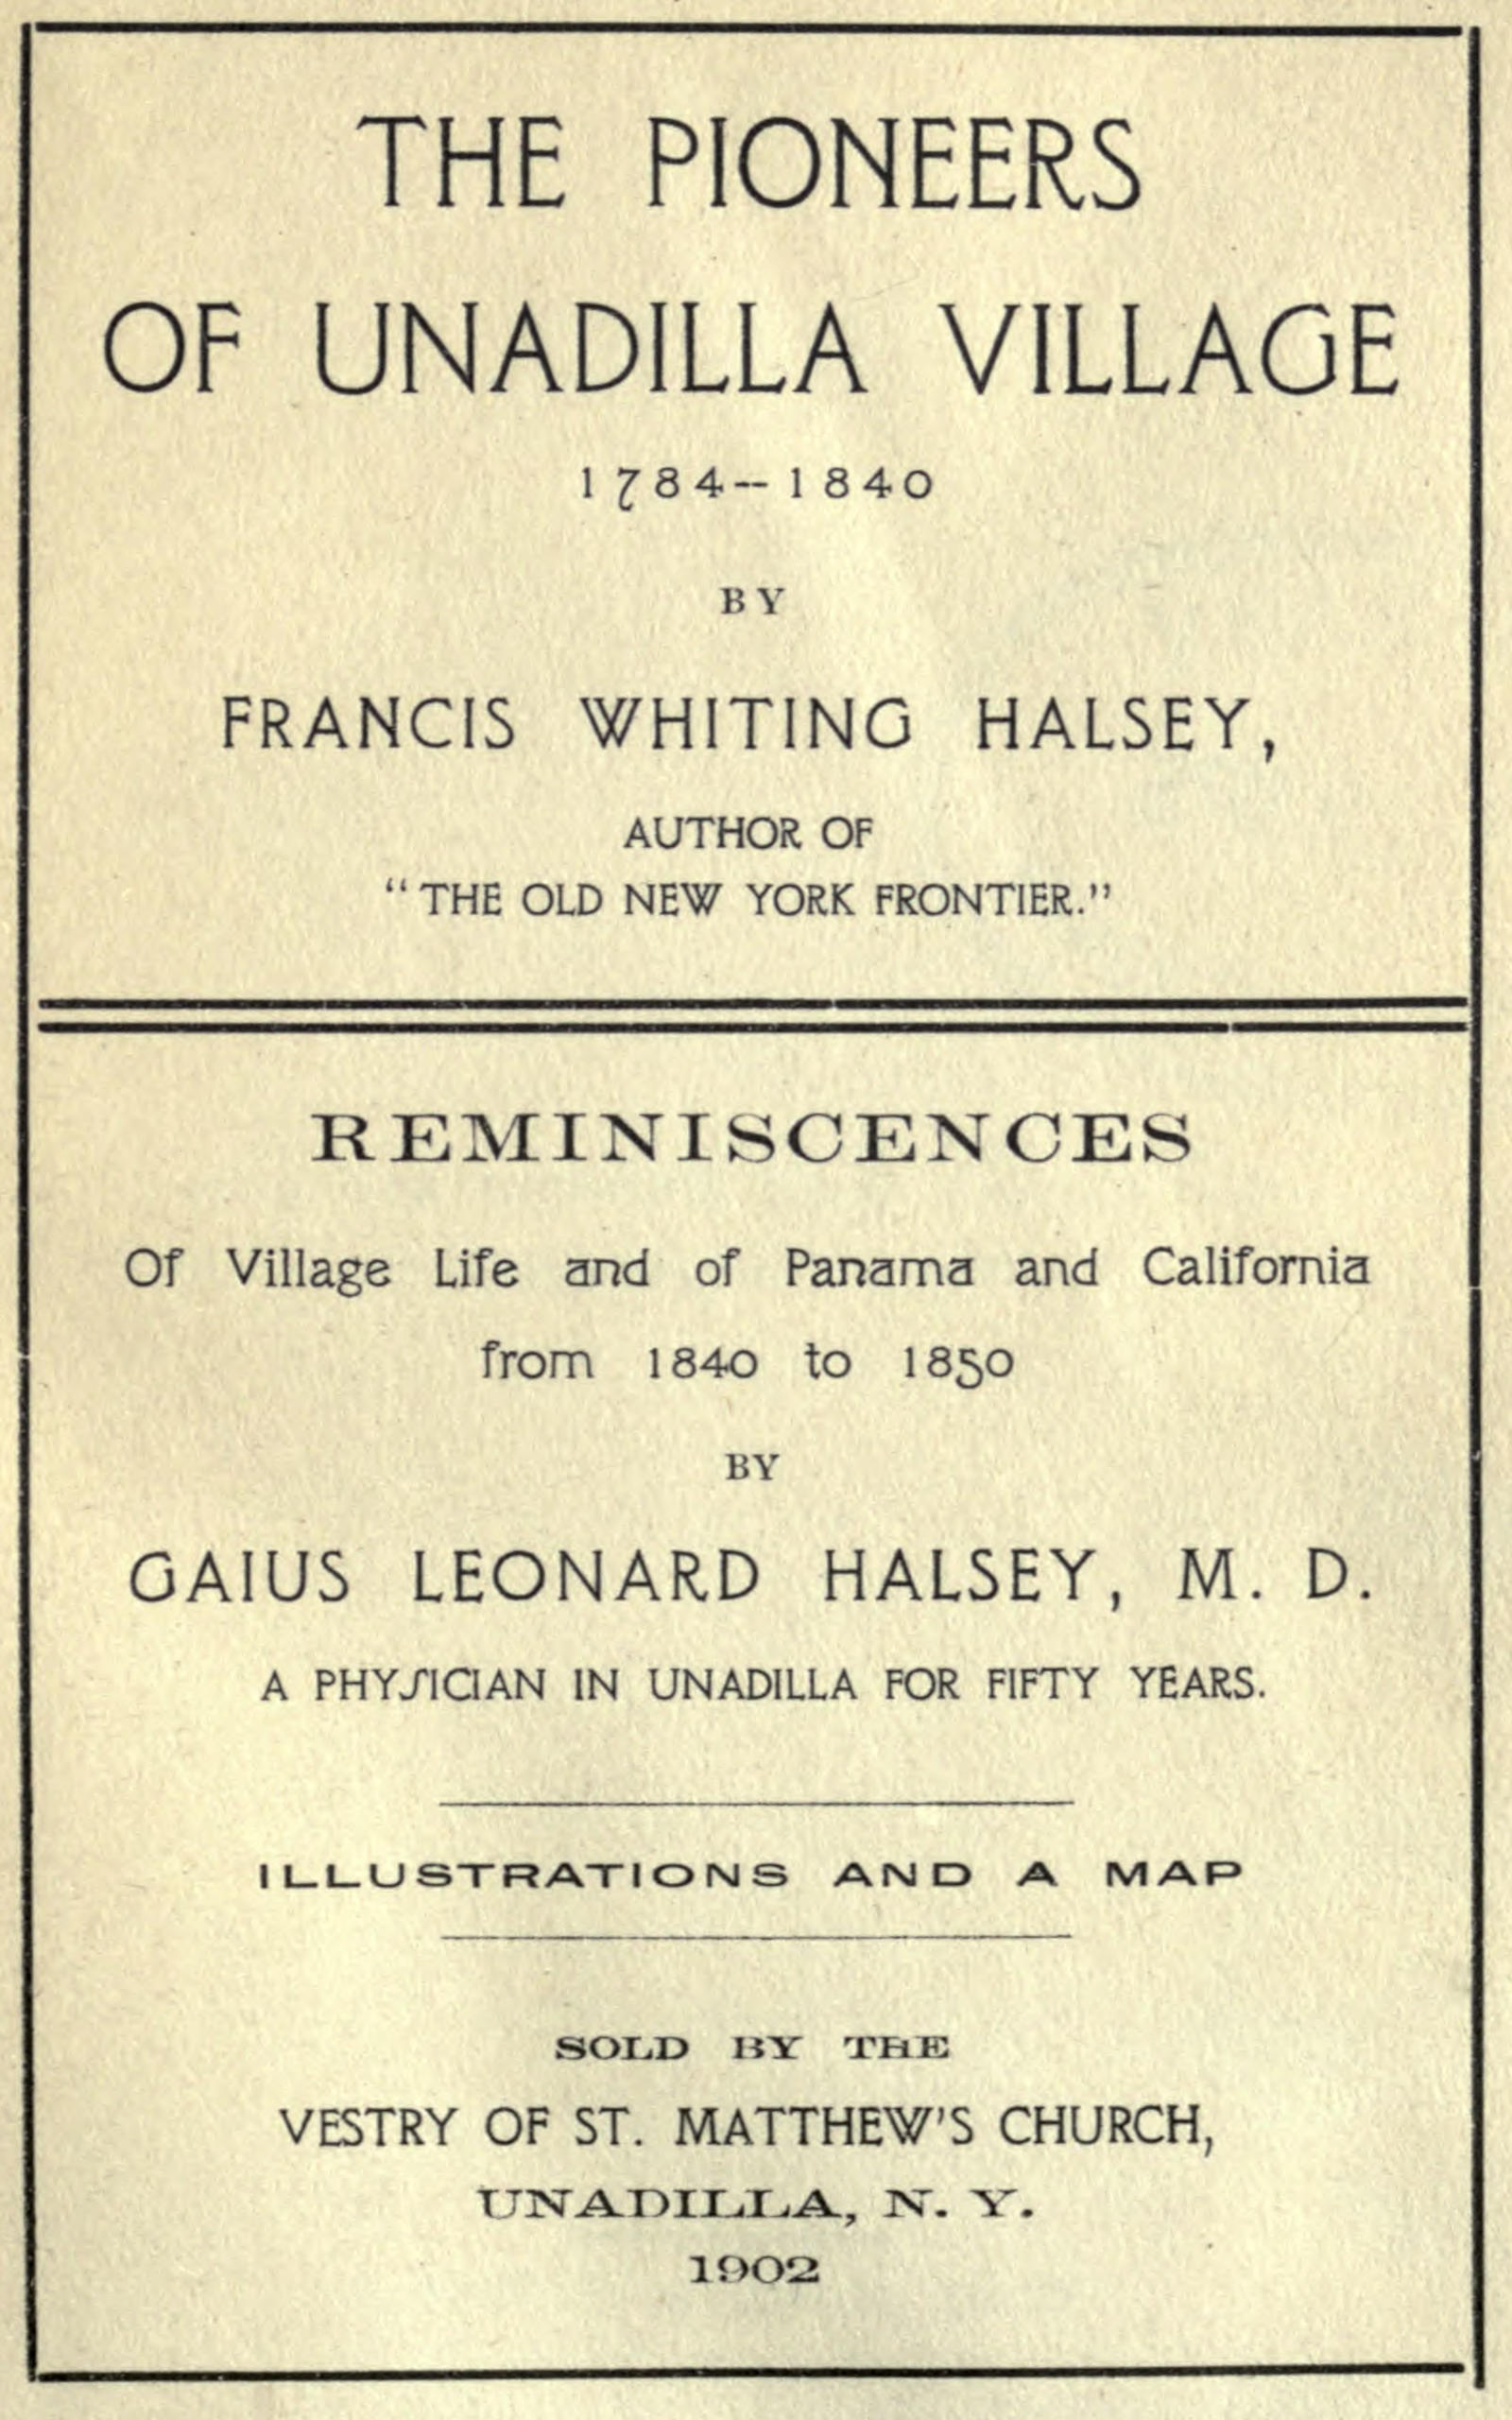 THE PIONEERS
OF UNADILLA VILLAGE
1784--1840
BY
FRANCIS WHITING HALSEY,
AUTHOR OF
"THE OLD NEW YORK FRONTIER."
REMINISCENCES
Of Village Life and of Panama and California
from 1840 to 1850
BY
GAIUS LEONARD HALSEY, M. D.
A PHYSICIAN IN UNADILLA FOR FIFTY YEARS.
ILLUSTRATIONS AND A MAP
SOLD BY THE
VESTRY OF ST. MATTHEW'S CHURCH,
UNADILLA, N. Y.
1902